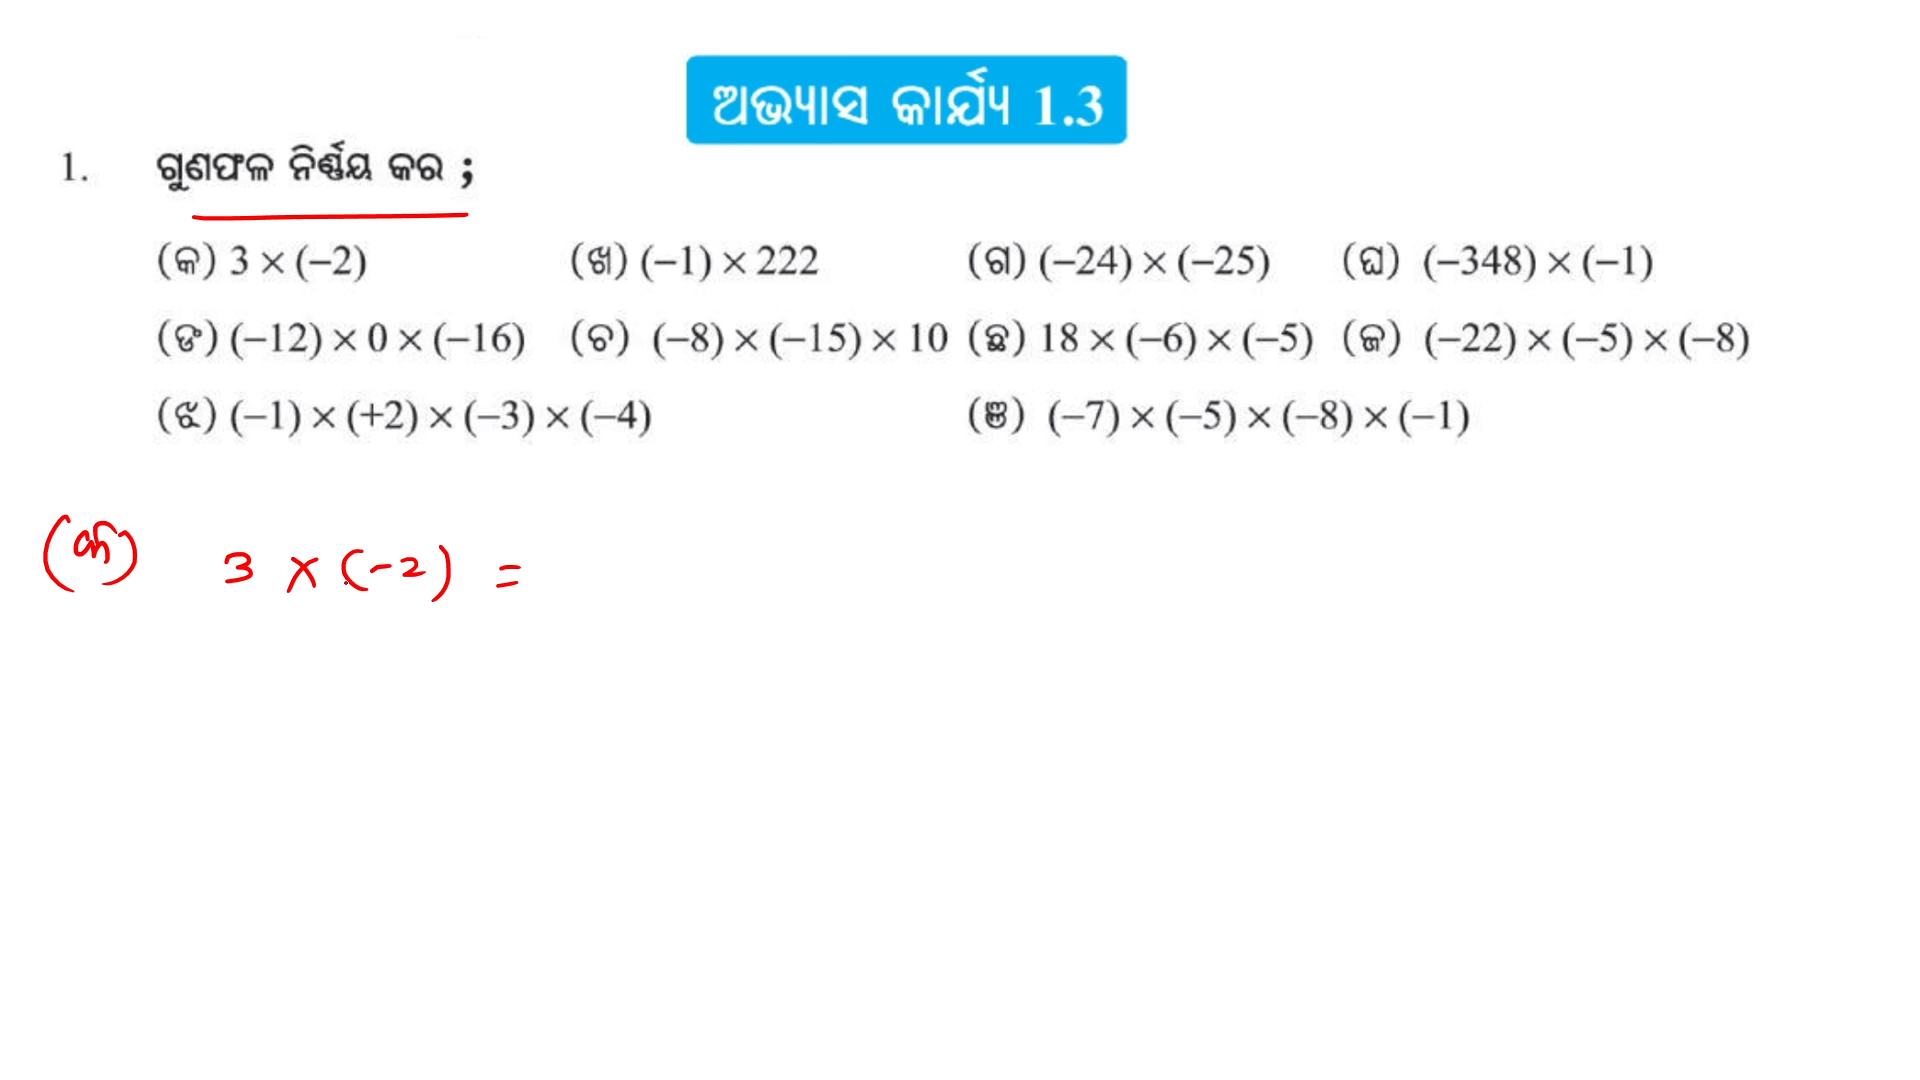 ଅଭ୍ୟାସ କାର୍ଯ୍ୟ 1.3
1. ଗୁଣଫଳ ନିର୍ଣ୍ଣୟ କର ;
(କ) 3 × (–2) (ଖ) (–1) × 222 (ଗ) (–24) × (–25) (ଘ) (–348) × (–1)
(ଙ) (–12) × 0 × (–16) (ଚ) (–8) × (–15) × 10 (ଛ) 18 × (–6) × (–5) (ଜ) (–22) × (–5) × (–8)
(ଝ) (–1) × (+2) × (–3) × (–4) (ଞ) (–7) × (–5) × (–8) × (–1)
(କ) 3 × (-2) =